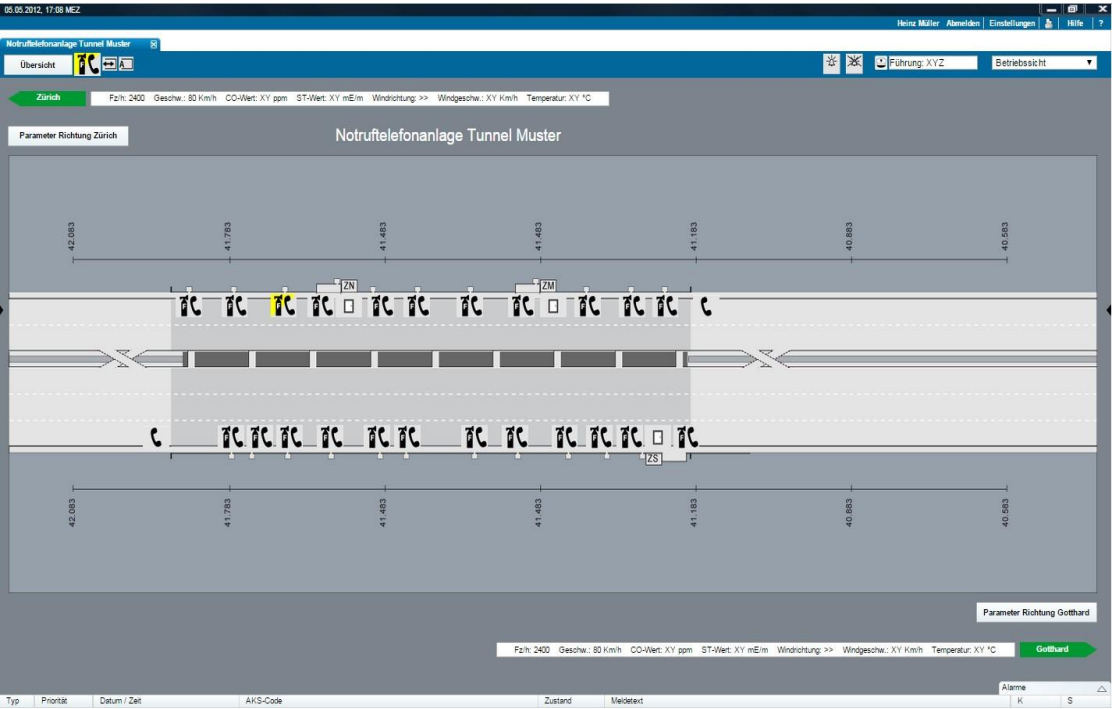 05.05.2012, 17:08 MEZ
Heinz Müller Abmelden Einstellungen Hilfe ?
Notruftelefonanlage Tunnel Muster
Übersicht F A Führung: XYZ Betriebssicht
Zürich Fz/h: 2400 Geschw.: 80 Km/h CO-Wert: XY ppm ST-Wert: XY mE/m Windrichtung: >> Windgeschw.: XY Km/h Temperatur: XY °C
Parameter Richtung Zürich Notruftelefonanlage Tunnel Muster
42.083 41.783 41.483 41.483 41.183 40.883 40.583
ZN ZM
F F F F F F F F F F F
F F F F F F F F F F F F
ZS
42.083 41.783 41.483 41.483 41.183 40.883 40.583
Parameter Richtung Gotthard
Fz/h: 2400 Geschw.: 80 Km/h CO-Wert: XY ppm ST-Wert: XY mE/m Windrichtung: >> Windgeschw.: XY Km/h Temperatur: XY °C Gotthard
Alarme
Typ Priorität Datum / Zeit AKS-Code Zustand Meldetext K S